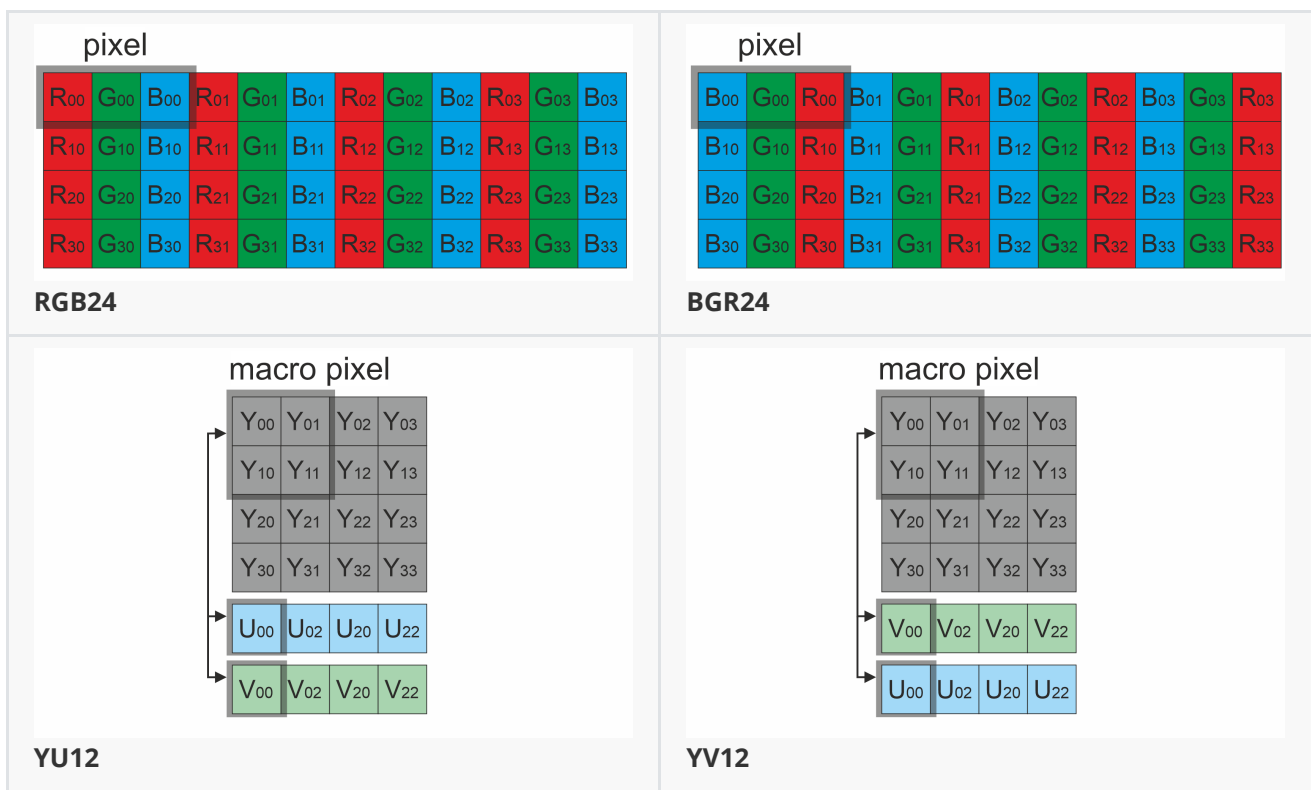 pixel
R00 G00 B00 R01 G01 B01 R02 G02 B02 R03 G03 B03
R10 G10 B10 R11 G11 B11 R12 G12 B12 R13 G13 B13
R20 G20 B20 R21 G21 B21 R22 G22 B22 R23 G23 B23
R30 G30 B30 R31 G31 B31 R32 G32 B32 R33 G33 B33
RGB24
pixel
B00 G00 R00 B01 G01 R01 B02 G02 R02 B03 G03 R03
B10 G10 R10 B11 G11 R11 B12 G12 R12 B13 G13 R13
B20 G20 R20 B21 G21 R21 B22 G22 R22 B23 G23 R23
B30 G30 R30 B31 G31 R31 B32 G32 R32 B33 G33 R33
BGR24
macro pixel
Y00 Y01 Y02 Y03
Y10 Y11 Y12 Y13
Y20 Y21 Y22 Y23
Y30 Y31 Y32 Y33
U00 U02 U20 U22
V00 V02 V20 V22
YU12
macro pixel
Y00 Y01 Y02 Y03
Y10 Y11 Y12 Y13
Y20 Y21 Y22 Y23
Y30 Y31 Y32 Y33
V00 V02 V20 V22
U00 U02 U20 U22
YV12